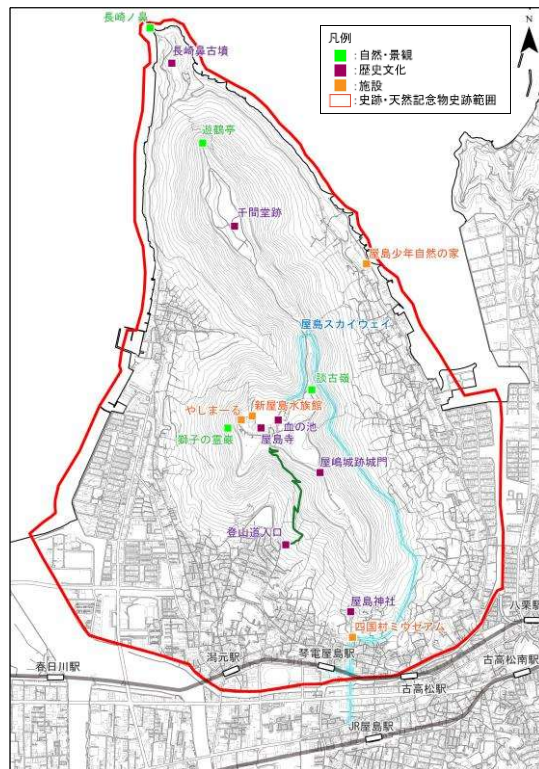 長崎ノ鼻
長崎鼻古墳
凡例
:自然・景観
:歴史文化
:施設
:史跡・天然記念物史跡範囲
N
遊鶴亭
千間堂跡
屋島少年自然の家
屋島スカイウェイ
談古嶺
やしまーる
新屋島水族館
血の池
獅子の霊巌
屋島寺
屋嶋城跡城門
登山道入口
屋島神社
四国村ミウゼアム
八栗駅
潟元駅
琴電屋島駅
春日川駅
古高松駅
古高松南駅
JR屋島駅